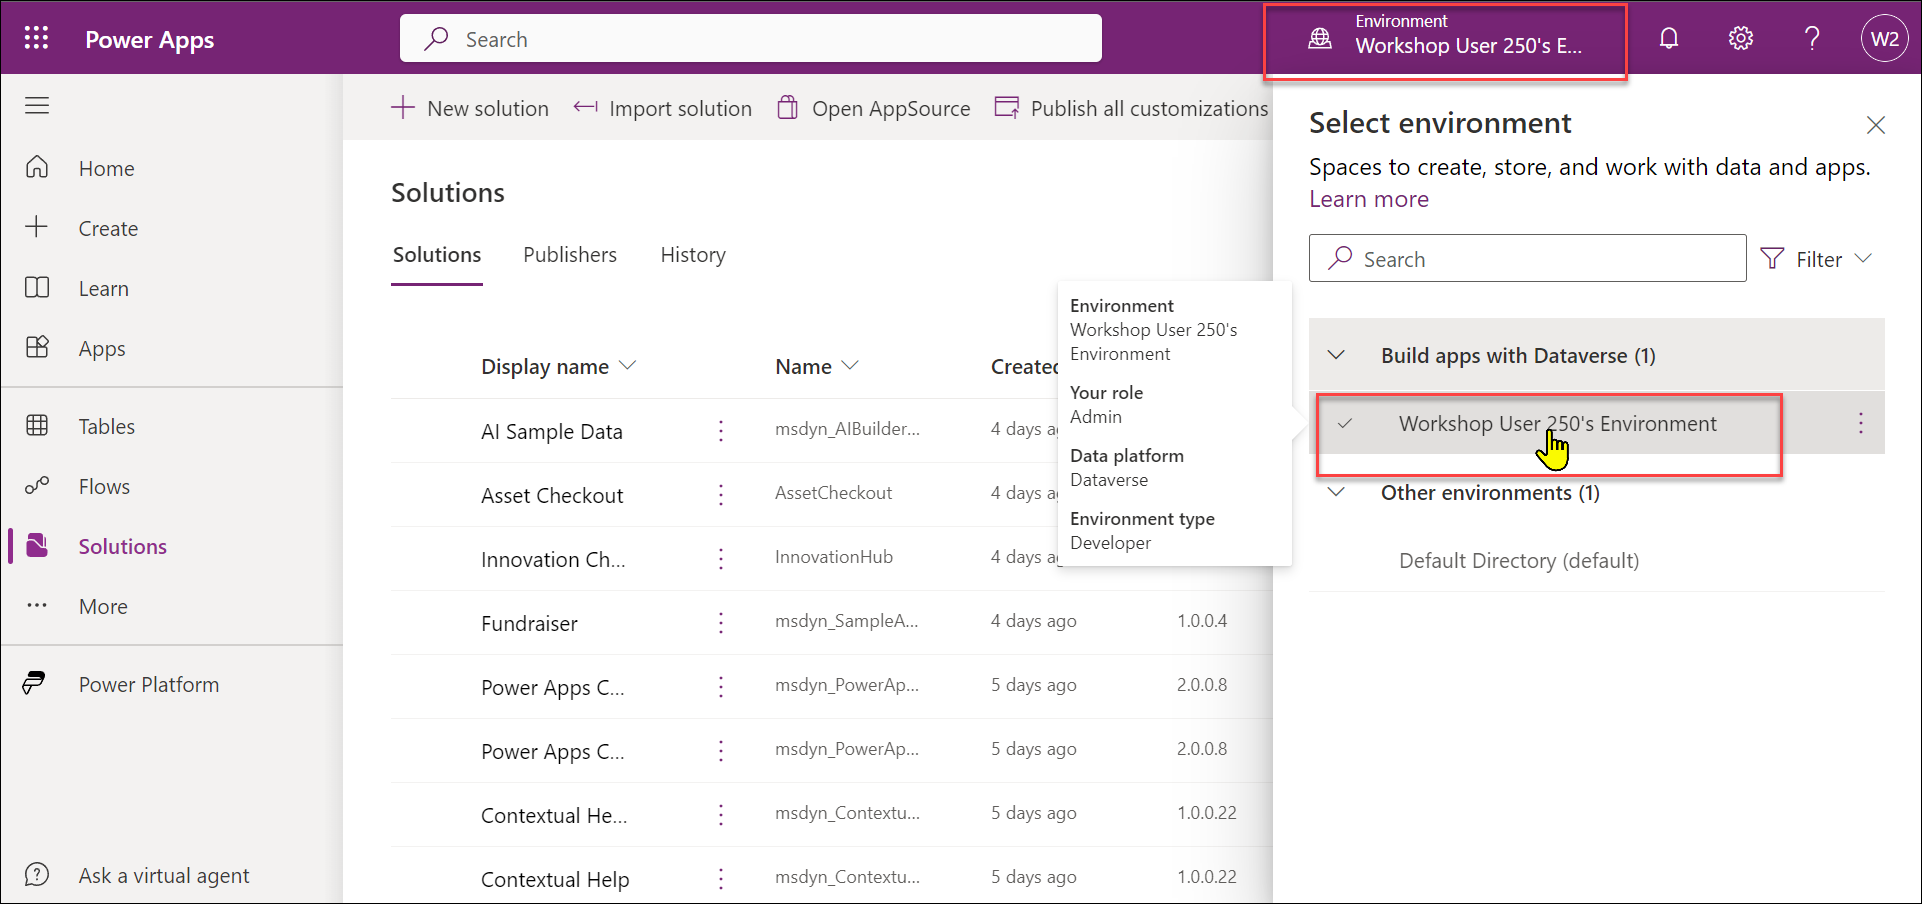 Power Apps
Search
Environment
Workshop User 250's E...
?
W2
New solution
Import solution
Open AppSource
Publish all customizations
Home
Create
Learn
Apps
Tables
Flows
Solutions
More
Power Platform
Ask a virtual agent
Solutions
Solutions Publishers History
Display name Name Created
AI Sample Data msdyn_AIBuilder... 4 days ag
Asset Checkout AssetCheckout 4 days ag
Innovation Ch... InnovationHub 4 days ag
Fundraiser msdyn_SampleA... 4 days ago 1.0.0.4
Power Apps C... msdyn_PowerAp... 5 days ago 2.0.0.8
Power Apps C... msdyn_PowerAp... 5 days ago 2.0.0.8
Contextual He... msdyn_Contextu... 5 days ago 1.0.0.22
Contextual Help msdyn_Contextu... 5 days ago 1.0.0.22
Environment
Workshop User 250's
Environment
Your role
Admin
Data platform
Dataverse
Environment type
Developer
Select environment
Spaces to create, store, and work with data and apps.
Learn more
Search
Filter
Build apps with Dataverse (1)
Workshop User 250's Environment
Other environments (1)
Default Directory (default)